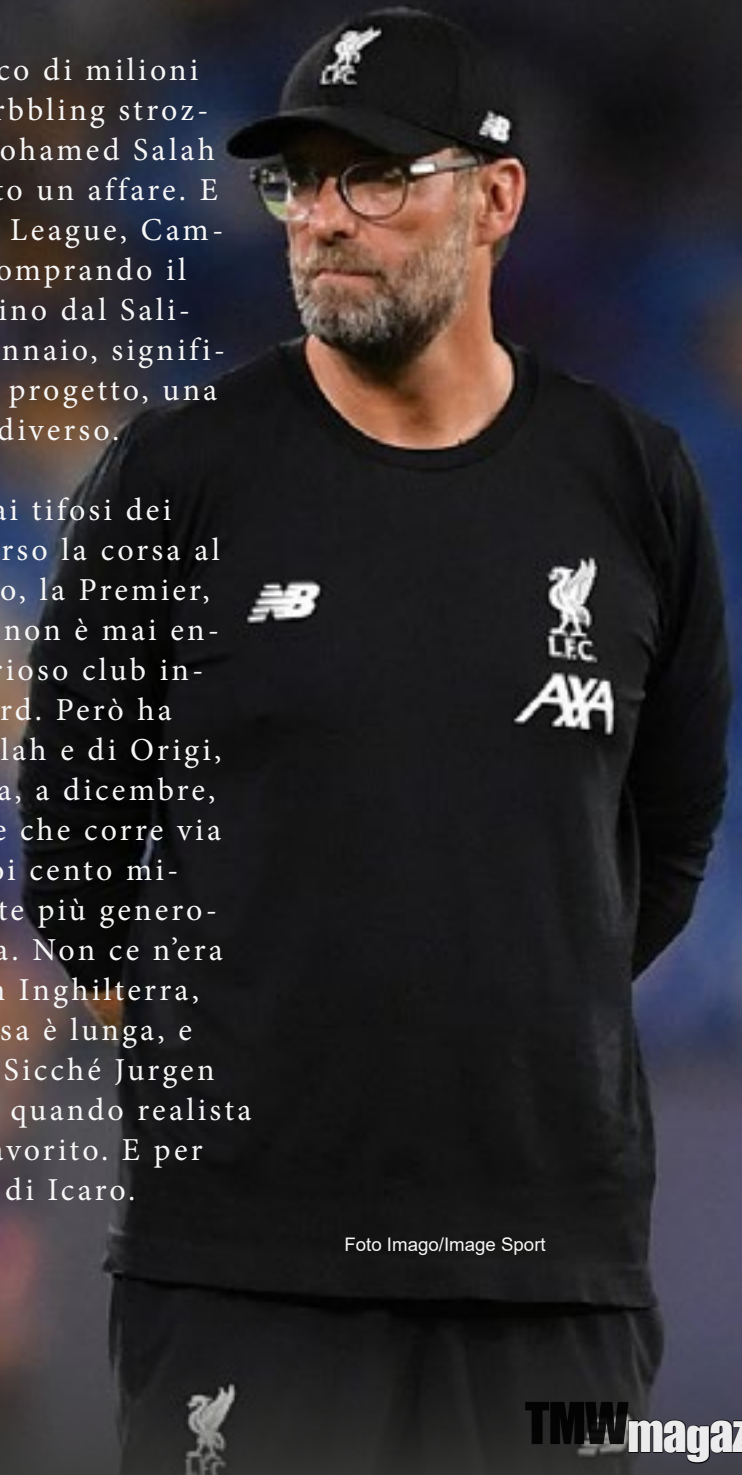 co di milioni
rbbling stroz-
ohamed Salah
to un affare. E
League, Cam-
omprando il
ino dal Sali-
nnaio, signifi-
progetto, una
diverso.
ai tifosi dei
rso la corsa al
o, la Premier,
non è mai en-
rioso club in-
rd. Però ha
lah e di Origi,
a, a dicembre,
e che corre via
oi cento mi-
te più genero-
a. Non ce n’era
n Inghilterra,
sa è lunga, e
Sicché Jurgen
quando realista
avorito. E per
di Icaro.
L.F.C.
NB
NB
L.F.C.
AXA
Foto Imago/Image Sport
L.F.C.
TMWmagaz